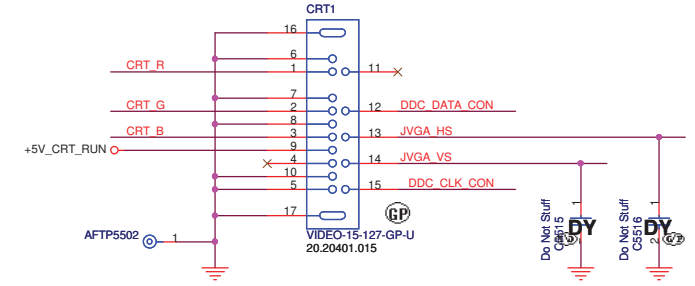 CRT1
16
6
CRT_R 1 11
7
CRT_G 2 12 DDC_DATA_CON
8
CRT_B 3 13 JVGA_HS
+5V_CRT_RUN 9
4 14 JVGA_VS
10
5 15 DDC_CLK_CON
17
GP
AFTP5502 1
VIDEO-15-127-GP-U
20.20401.015
Do Not Stuff
1
DY
Do Not Stuff
C5516
1
2
DY